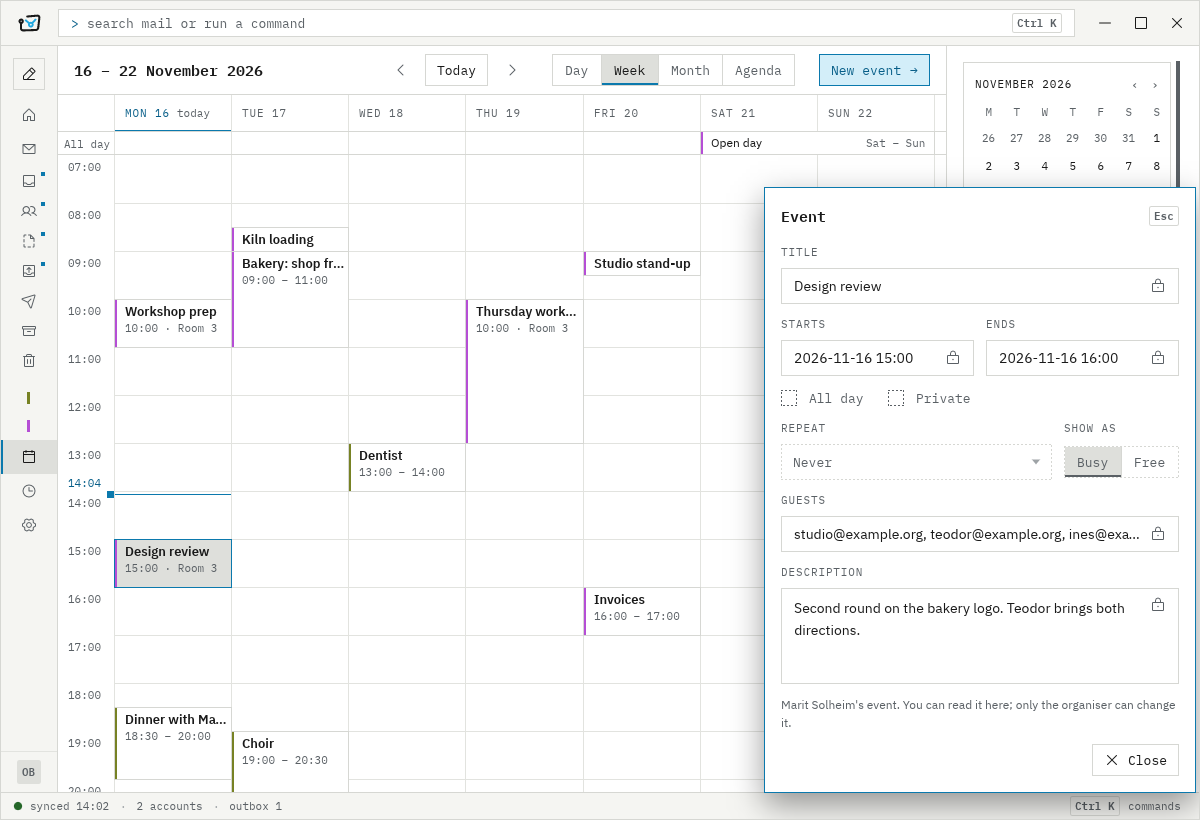 > search mail or run a command
Ctrl K
16 – 22 November 2026
Today
Day
Week
Month
Agenda
New event →
MON 16 today
TUE 17
WED 18
THU 19
FRI 20
SAT 21
SUN 22
All day
Open day
Sat – Sun
07:00
08:00
09:00
10:00
11:00
12:00
13:00
14:04
14:00
15:00
16:00
17:00
18:00
19:00
20:00
Workshop prep
10:00 · Room 3
Design review
15:00 · Room 3
Dinner with Ma...
18:30 – 20:00
Kiln loading
Bakery: shop fr...
09:00 – 11:00
Choir
19:00 – 20:30
Dentist
13:00 – 14:00
Thursday work...
10:00 · Room 3
Studio stand-up
Invoices
16:00 – 17:00
NOVEMBER 2026
‹ ›
M T W T F S S
26 27 28 29 30 31 1
2 3 4 5 6 7 8
Event
Esc
TITLE
Design review
STARTS
ENDS
2026-11-16 15:00
2026-11-16 16:00
All day
Private
REPEAT
SHOW AS
Never
Busy
Free
GUESTS
studio@example.org, teodor@example.org, ines@exa...
DESCRIPTION
Second round on the bakery logo. Teodor brings both
directions.
Marit Solheim's event. You can read it here; only the organiser can change
it.
Close
OB
synced 14:02 · 2 accounts · outbox 1
Ctrl K commands